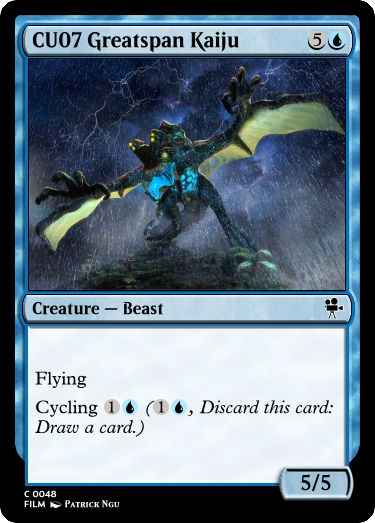 CU07 Greatspan Kaiju 5
Creature — Beast
Flying
Cycling 1 (1, Discard this card:
Draw a card.)
5/5
C 0048
FILM Patrick Ngu